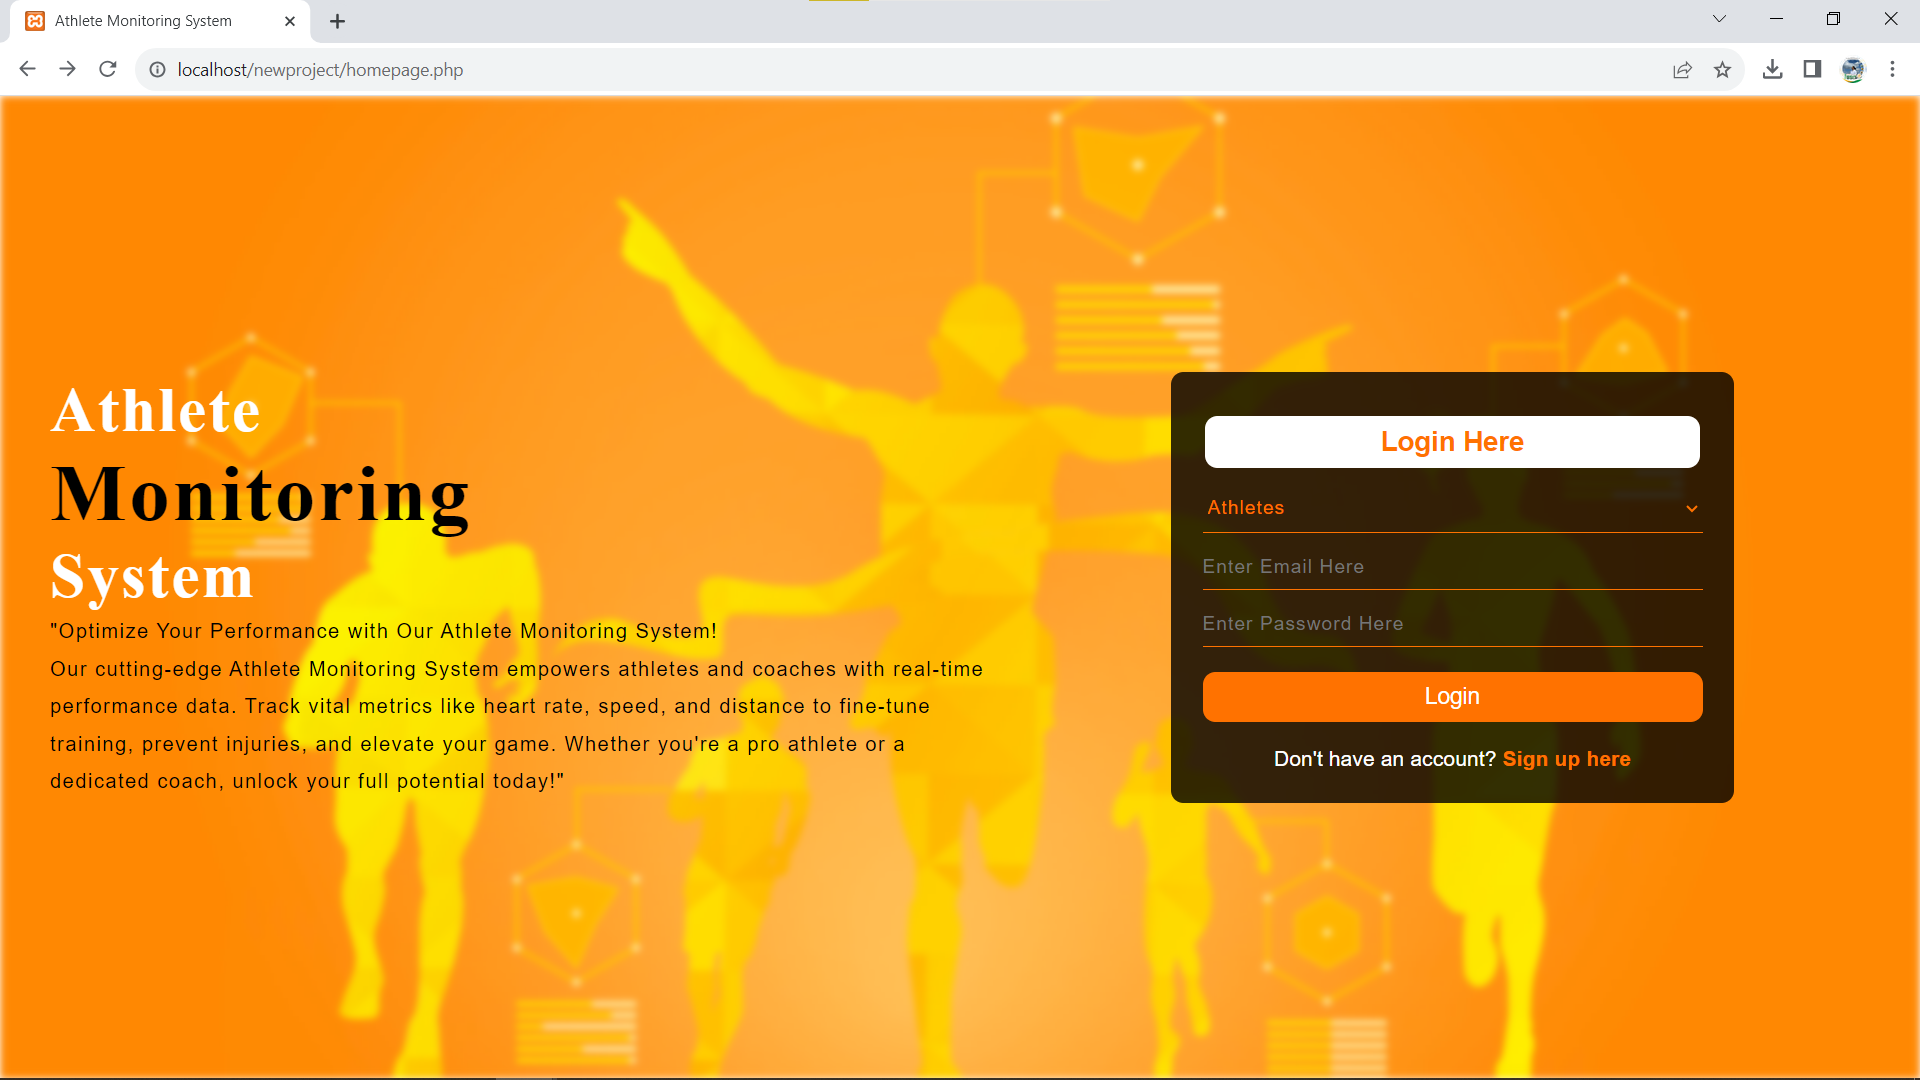 Athlete Monitoring System
localhost/newproject/homepage.php
Athlete
Monitoring
System
"Optimize Your Performance with Our Athlete Monitoring System!
Our cutting-edge Athlete Monitoring System empowers athletes and coaches with real-time
performance data. Track vital metrics like heart rate, speed, and distance to fine-tune
training, prevent injuries, and elevate your game. Whether you're a pro athlete or a
dedicated coach, unlock your full potential today!"
Login Here
Athletes
Enter Email Here
Enter Password Here
Login
Don't have an account? Sign up here